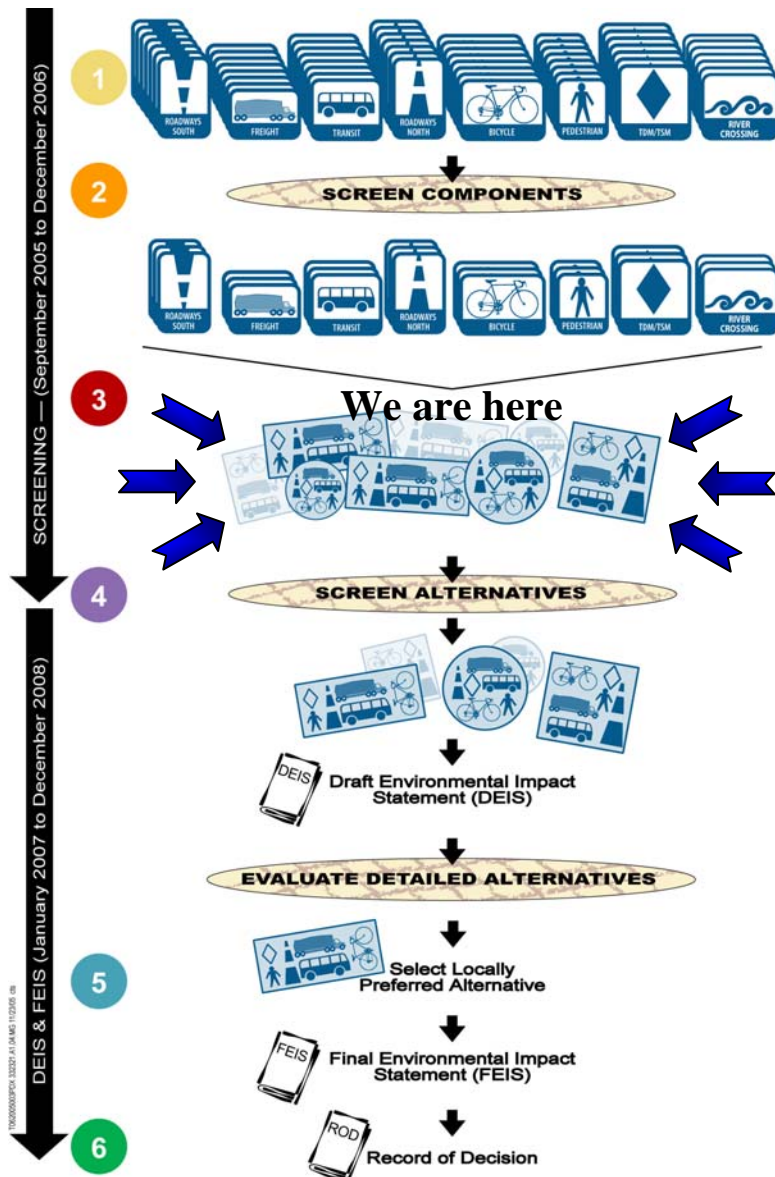 SCREENING — (September 2005 to December 2006)
DEIS & FEIS (January 2007 to December 2008)
1
ROADWAYS
SOUTH
FREIGHT
TRANSIT
ROADWAYS
NORTH
BICYCLE
PEDESTRIAN
TDM/TSM
RIVER
CROSSING
2
SCREEN COMPONENTS
ROADWAYS
SOUTH
FREIGHT
TRANSIT
ROADWAYS
NORTH
BICYCLE
PEDESTRIAN
TDM/TSM
RIVER
CROSSING
3
We are here
4
SCREEN ALTERNATIVES
DEIS
Draft Environmental Impact
Statement (DEIS)
EVALUATE DETAILED ALTERNATIVES
5
Select Locally
Preferred Alternative
FEIS
Final Environmental Impact
Statement (FEIS)
6
ROD
Record of Decision